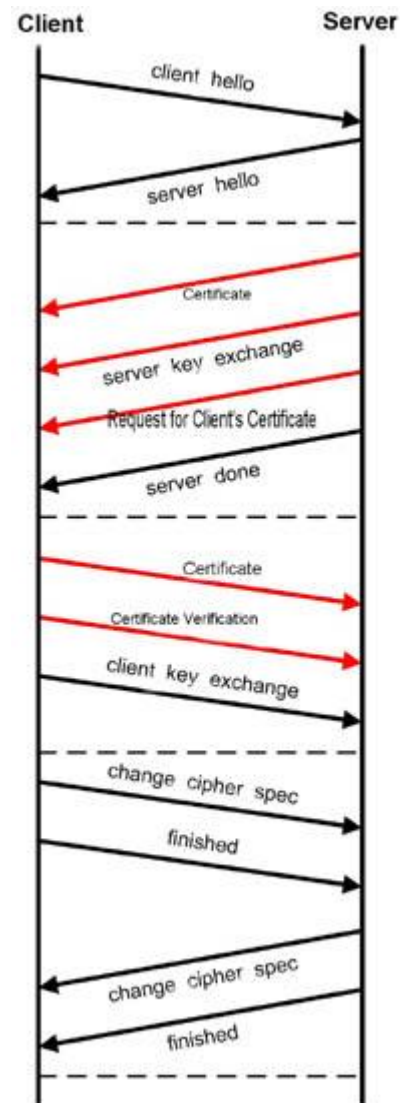 Client
Server
client hello
server hello
Certificate
server key exchange
Request for Client's Certificate
server done
Certificate
Certificate Verification
client key exchange
change cipher spec
finished
change cipher spec
finished